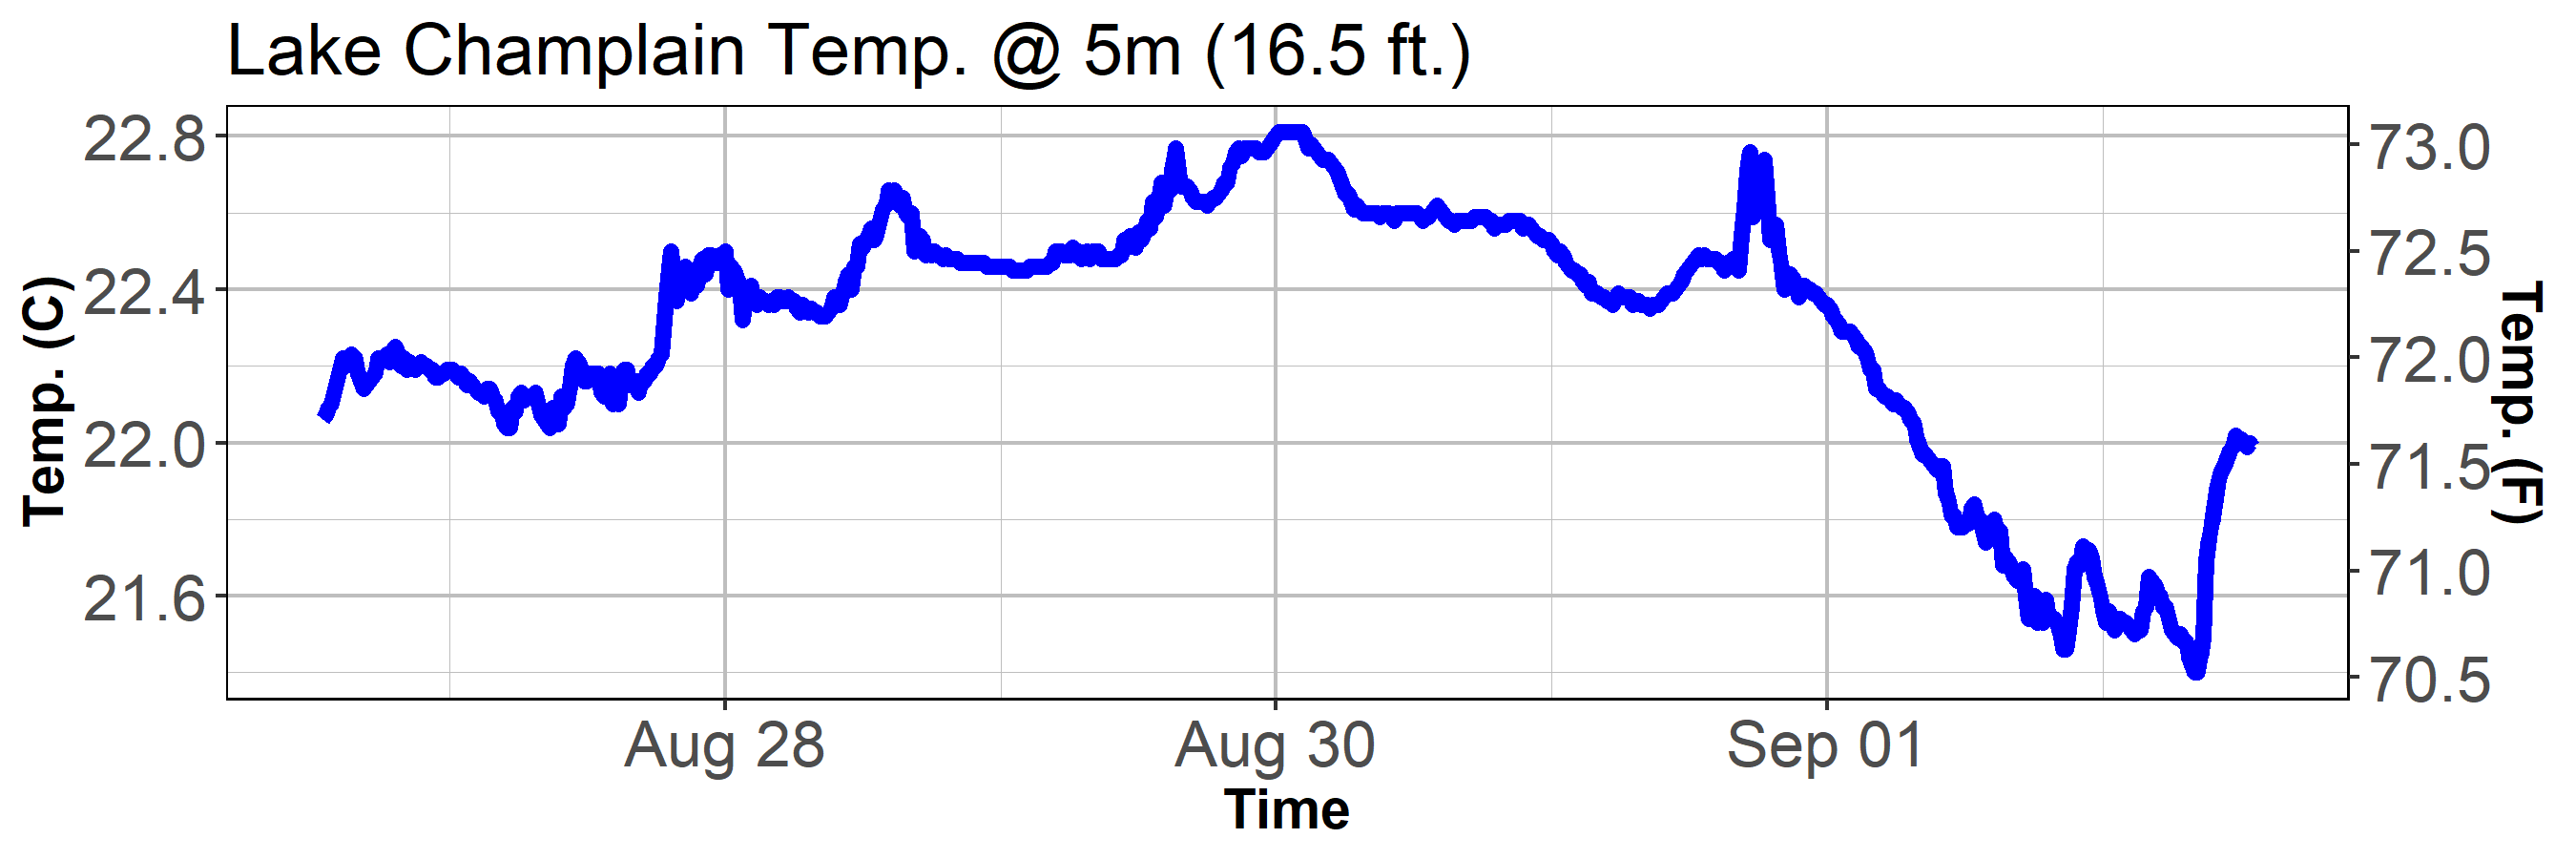 Lake Champlain Temp. @ 5m (16.5 ft.)
Temp. (C)
22.8
22.4
22.0
21.6
73.0
72.5
72.0
71.5
71.0
70.5
Temp. (F)
Aug 28
Aug 30
Sep 01
Time